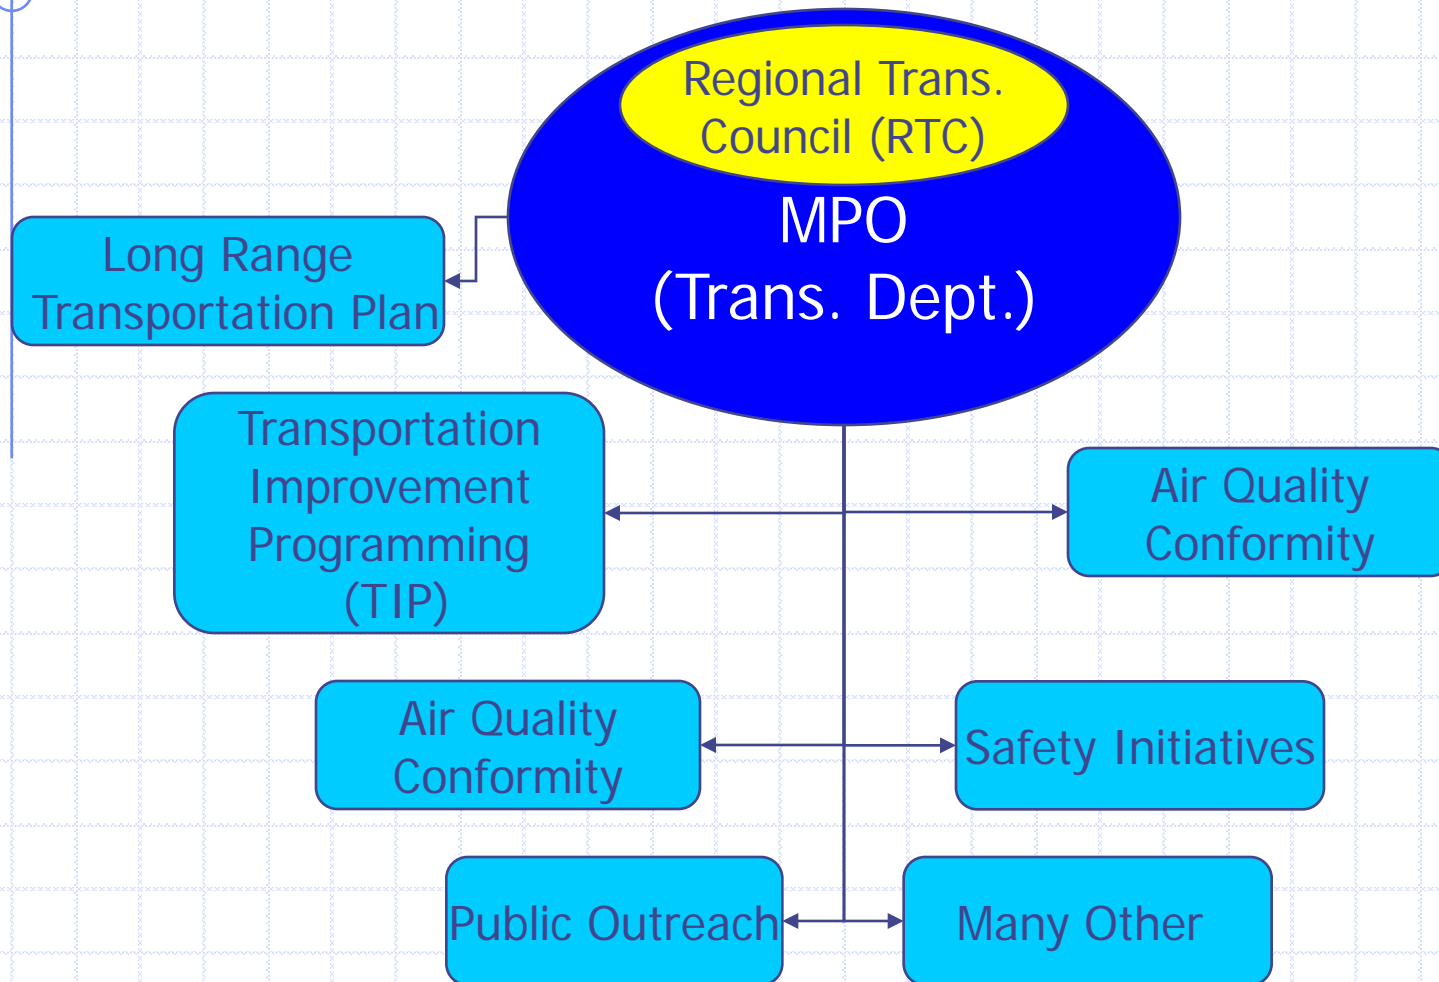 Regional Trans.
Council (RTC)
MPO
(Trans. Dept.)
Long Range
Transportation Plan
Transportation
Improvement
Programming
(TIP)
Air Quality
Conformity
Air Quality
Conformity
Safety Initiatives
Public Outreach
Many Other